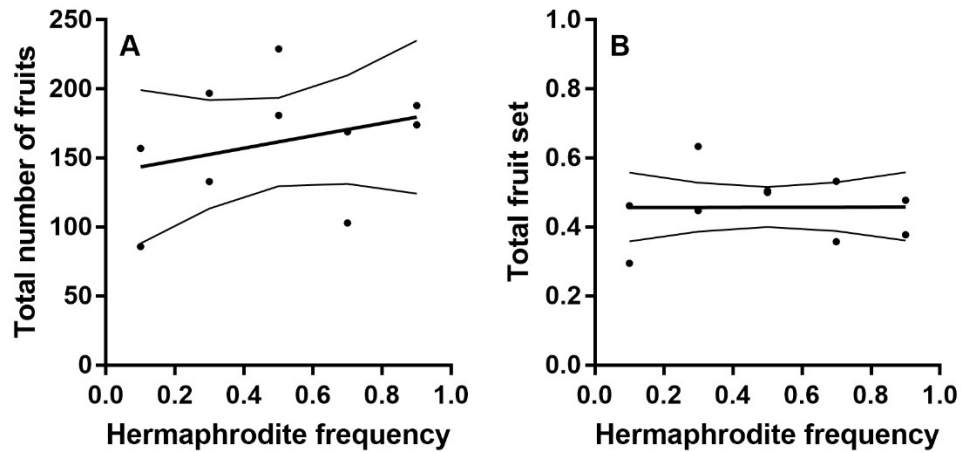 A
Total number of fruits
250
200
150
100
50
0
0.0 0.2 0.4 0.6 0.8 1.0
Hermaphrodite frequency
B
Total fruit set
1.0
0.8
0.6
0.4
0.2
0.0
0.0 0.2 0.4 0.6 0.8 1.0
Hermaphrodite frequency